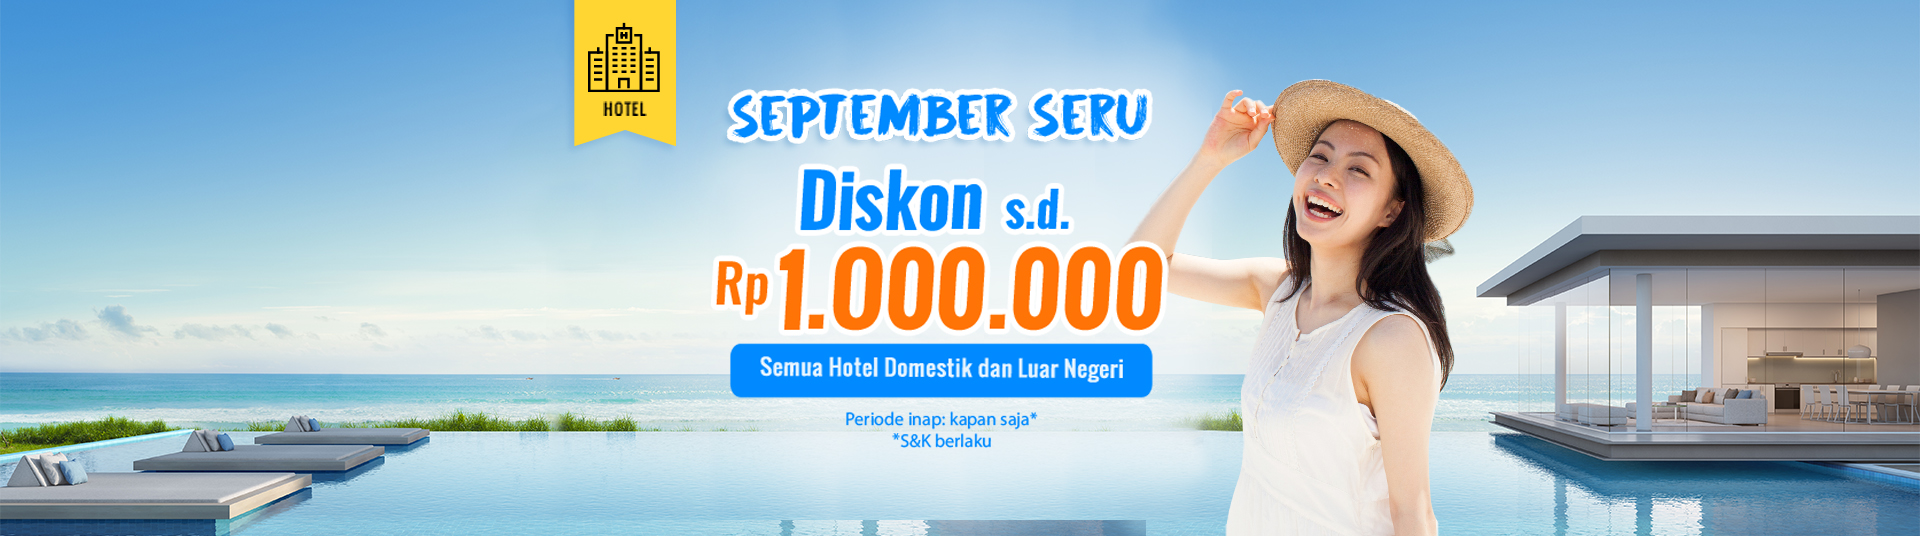 HOTEL
SEPTEMBER SERU
Diskon s.d.
Rp 1.000.000
Semua Hotel Domestik dan Luar Negeri
Periode inap: kapan saja*
*S&K berlaku